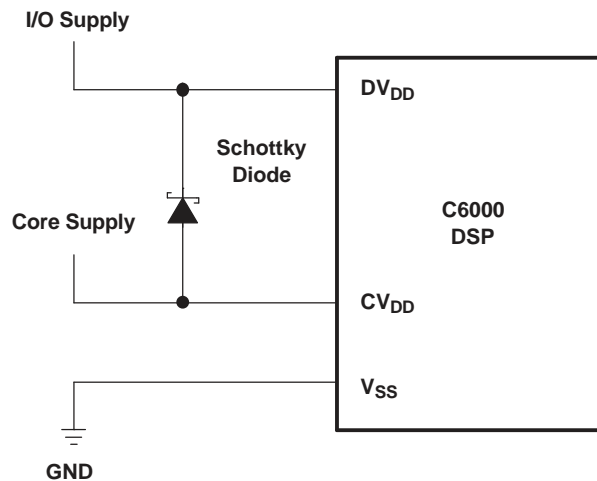 I/O Supply
DVDD
Schottky
Diode
C6000
DSP
Core Supply
CVDD
VSS
GND